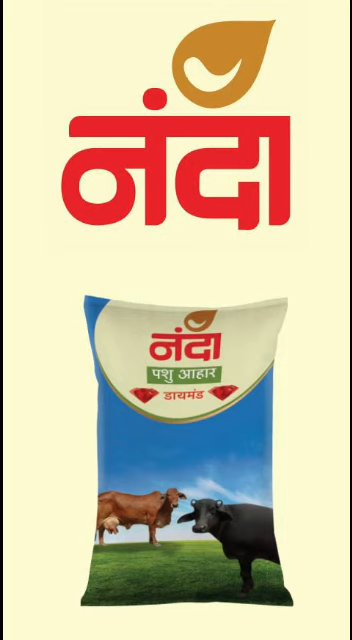 नंदा
नंदा
पशु आहार
डायमंड